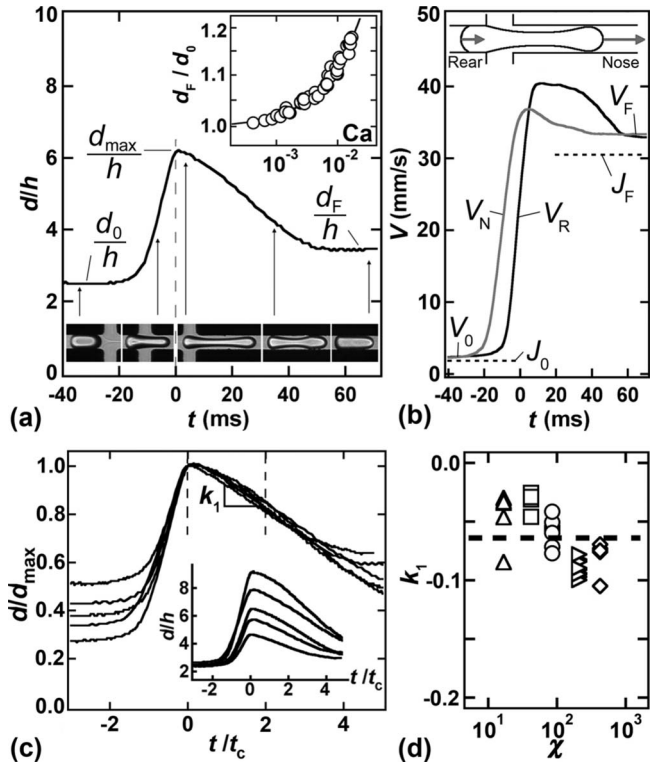 d_F / d_0
1.2
1.1
1.0
10^-3
10^-2
Ca
d/h
8
6
4
2
0
d_max/h
d_0/h
d_F/h
-40
-20
0
20
40
60
t (ms)
(a)
Rear
Nose
V (mm/s)
50
40
30
20
10
0
V_F
J_F
V_N
V_R
V_0
J_0
-40
-20
0
20
40
60
t (ms)
(b)
d/d_max
1.0
0.8
0.6
0.4
0.2
0.0
k_1
d/h
8
6
4
2
-2
0
2
4
t/t_c
-2
0
2
4
t/t_c
(c)
k_1
-0.0
-0.1
-0.2
10^1
10^2
10^3
χ
(d)